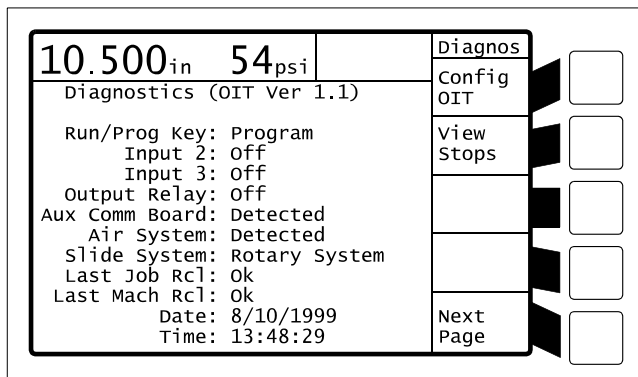 10.500in 54psi
Diagnostics (OIT Ver 1.1)
Run/Prog Key: Program
Input 2: Off
Input 3: Off
Output Relay: Off
Aux Comm Board: Detected
Air System: Detected
Slide System: Rotary System
Last Job Rcl: Ok
Last Mach Rcl: Ok
Date: 8/10/1999
Time: 13:48:29
Diagnos
Config
OIT
View
Stops
Next
Page